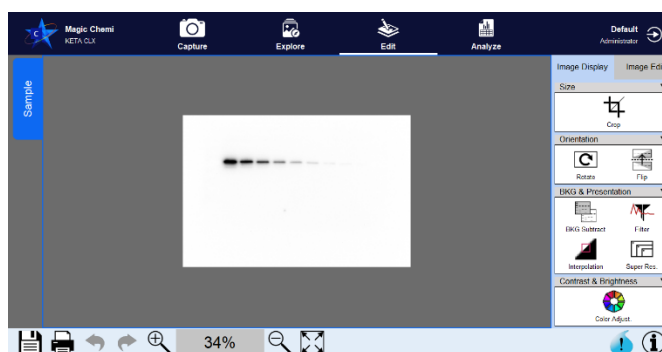 Magic Chemi
KETA CLX
Capture
Explore
Edit
Analyze
Default
Administrator
Sample
Image Display
Image Edi
Size
Crop
Orientation
Rotate
Flip
BKG & Presentation
BKG Subtract
Filter
Interpolation
Super Res.
Contrast & Brightness
Color Adjust.
34%